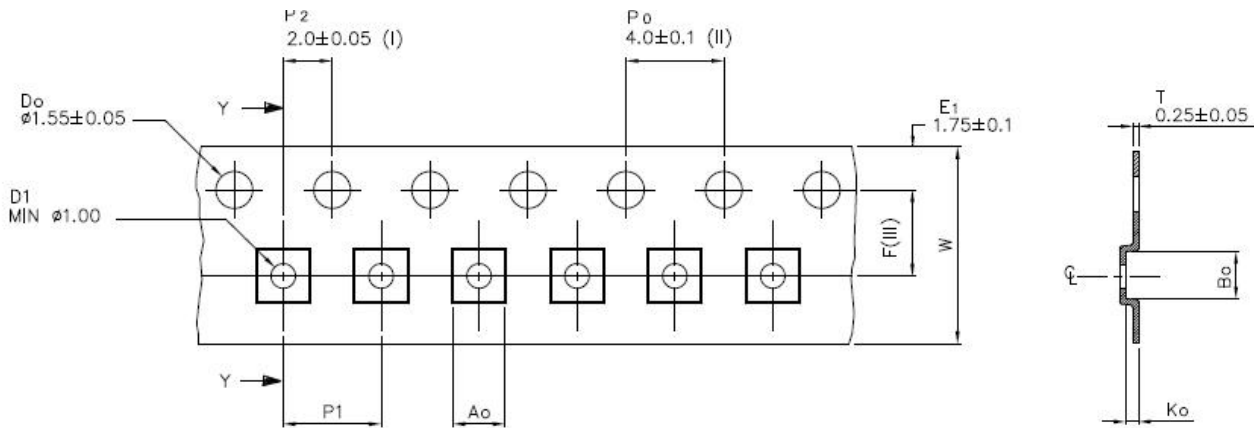 P2
2.0±0.05 (I)
Po
4.0±0.1 (II)
Do
ø1.55±0.05
Y
E1
1.75±0.1
T
0.25±0.05
D1
MIN ø1.00
F(III)
W
℄
Bo
Y
P1
Ao
Ko